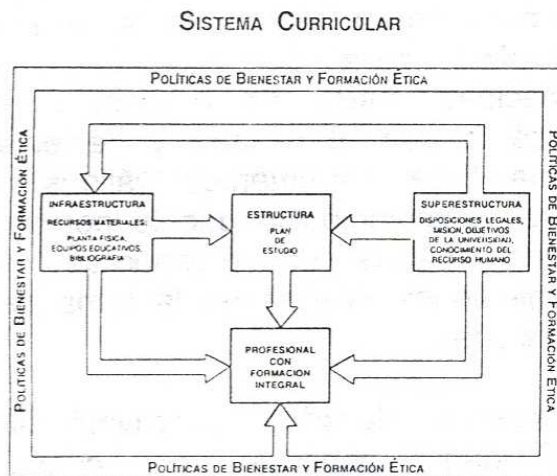 SISTEMA CURRICULAR
POLÍTICAS DE BIENESTAR Y FORMACIÓN ÉTICA
POLÍTICAS DE BIENESTAR Y FORMACIÓN ÉTICA
POLÍTICAS DE BIENESTAR Y FORMACIÓN ÉTICA
INFRAESTRUCTURA
RECURSOS MATERIALES:
PLANTA FÍSICA,
EQUIPOS EDUCATIVOS,
BIBLIOGRAFÍA
ESTRUCTURA
PLAN
DE
ESTUDIO
SUPERESTRUCTURA
DISPOSICIONES LEGALES,
MISIÓN, OBJETIVOS
DE LA UNIVERSIDAD,
CONOCIMIENTO DEL
RECURSO HUMANO
PROFESIONAL
CON
FORMACIÓN
INTEGRAL
POLÍTICAS DE BIENESTAR Y FORMACIÓN ÉTICA